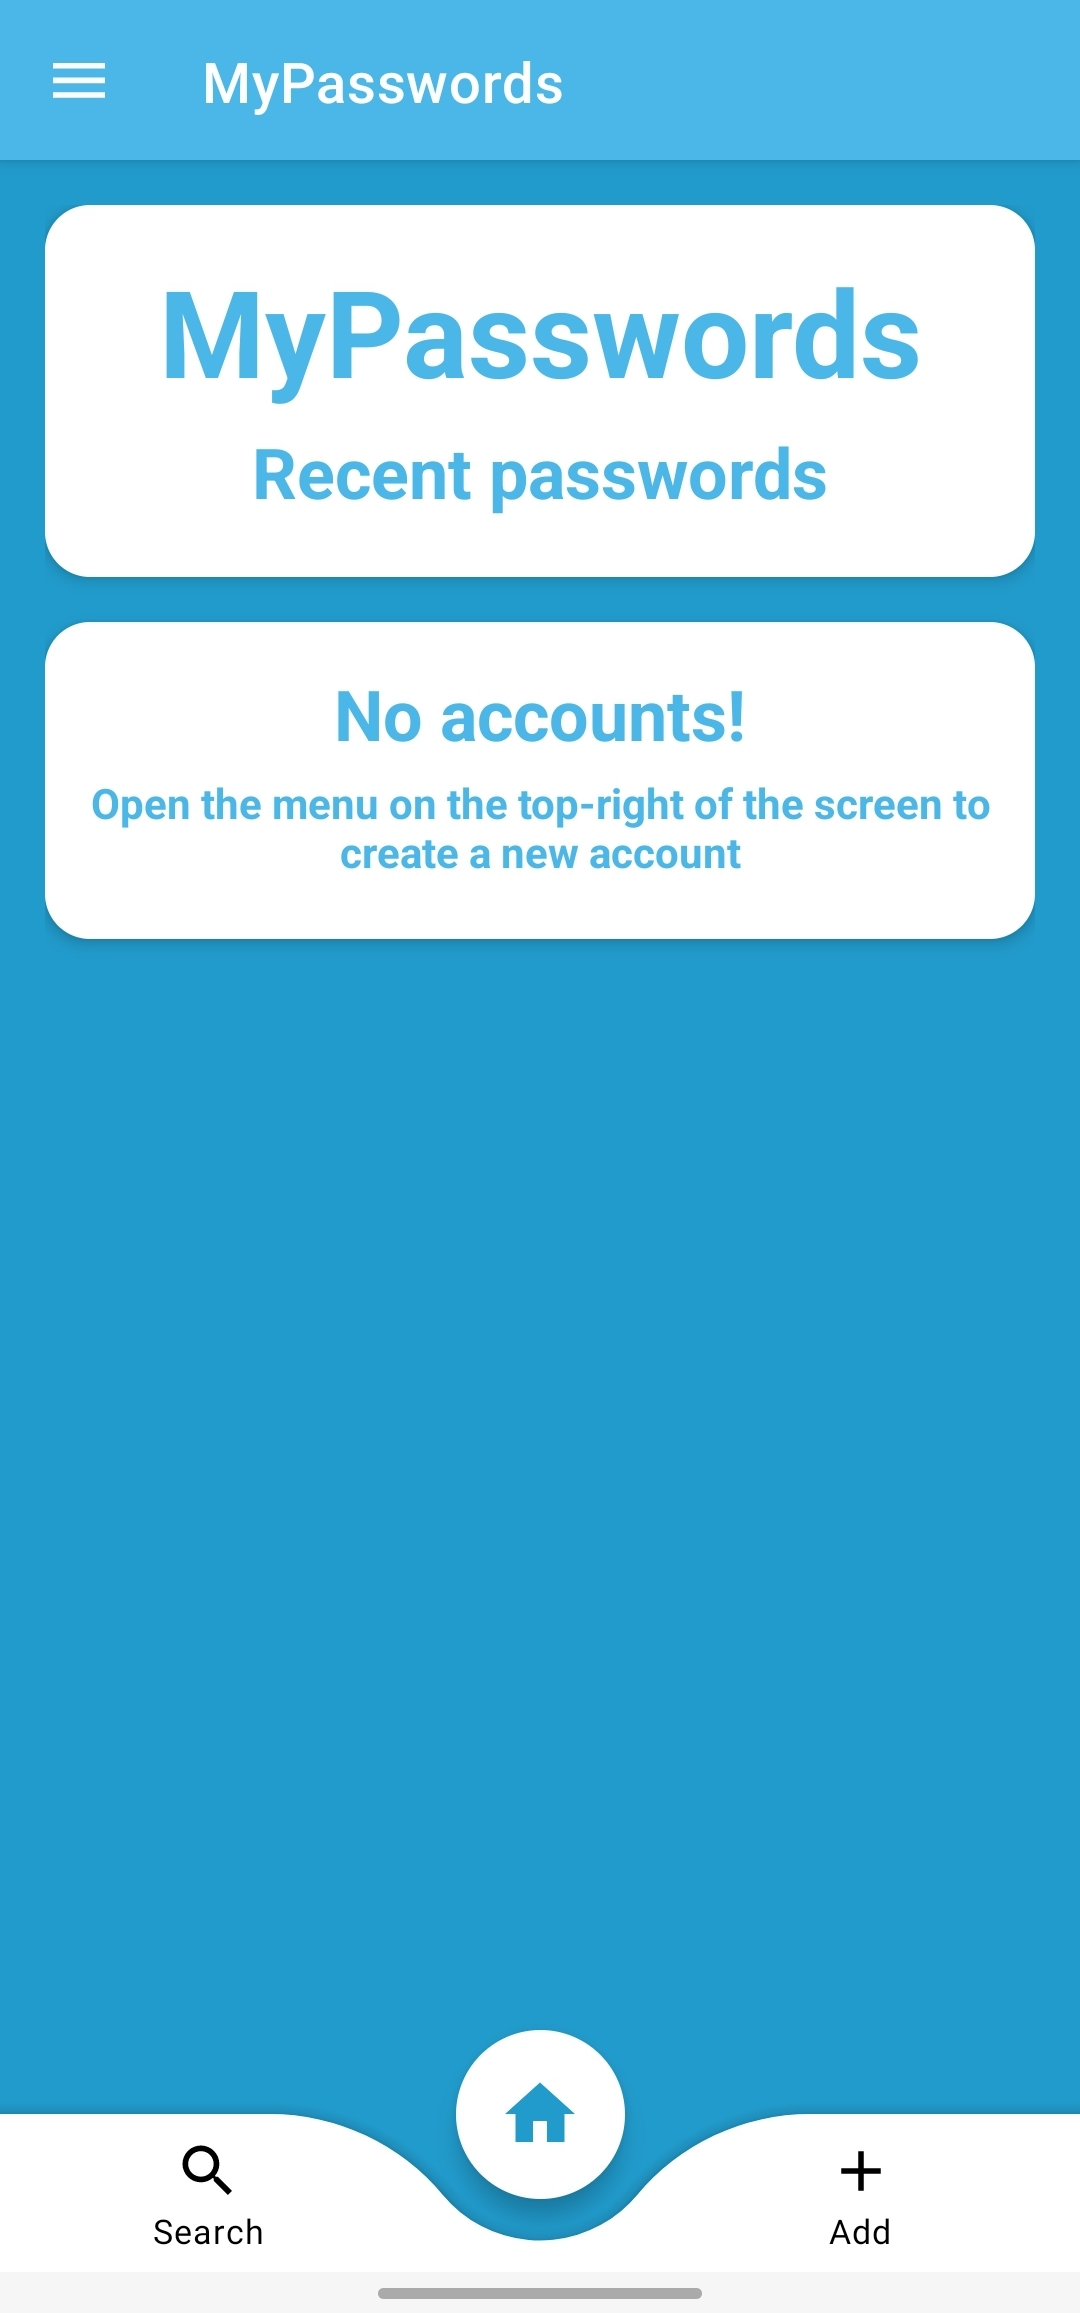 MyPasswords
MyPasswords
Recent passwords
No accounts!
Open the menu on the top-right of the screen to
create a new account
Search
Add